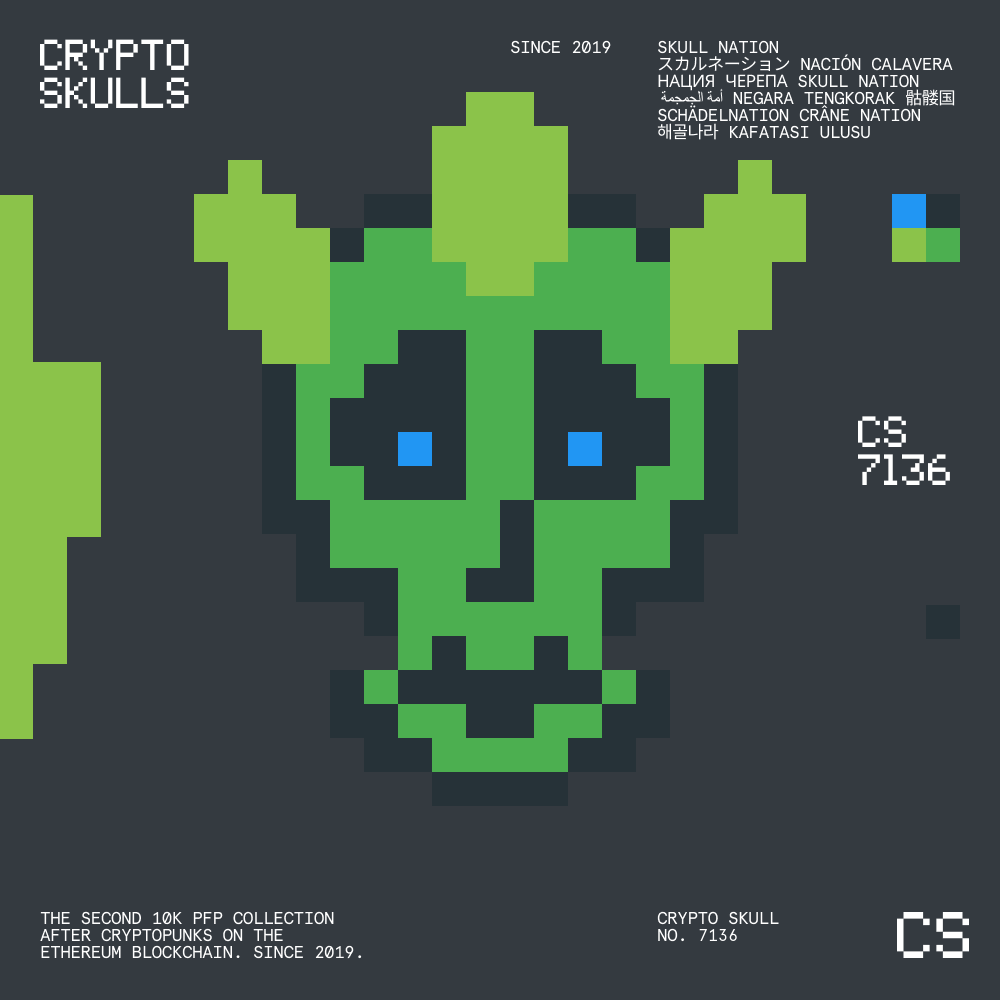 CRYPTO
SKULLS
SINCE 2019
SKULL NATION
スカルネーション NACIÓN CALAVERA
НАЦИЯ ЧЕРЕПА SKULL NATION
أمة الجمجمة NEGARA TENGKORAK 骷髅国
SCHÄDELNATION CRÂNE NATION
해골나라 KAFATASI ULUSU
CS
7136
THE SECOND 10K PFP COLLECTION
AFTER CRYPTOPUNKS ON THE
ETHEREUM BLOCKCHAIN. SINCE 2019.
CRYPTO SKULL
NO. 7136
CS